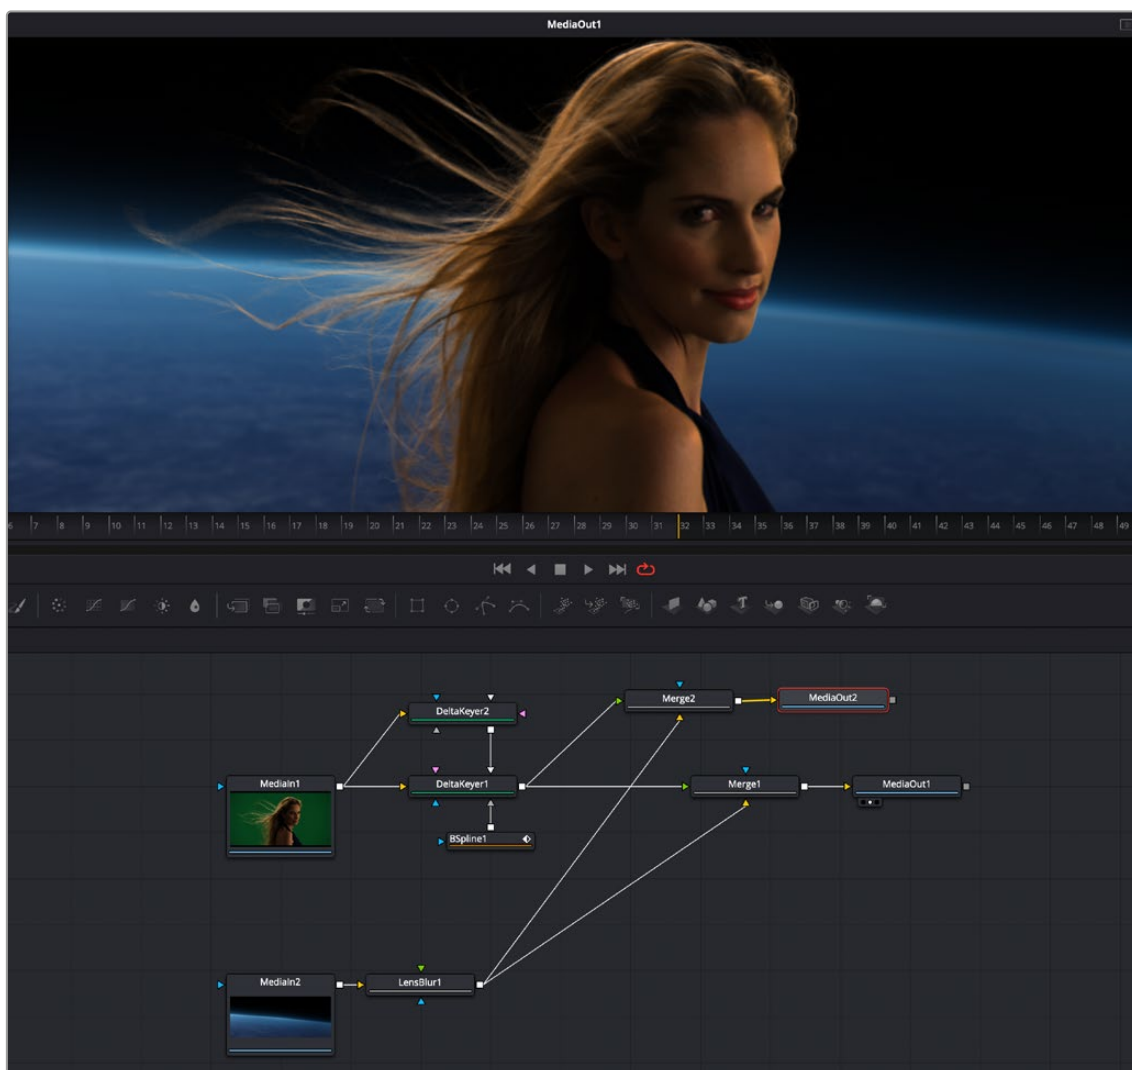 MediaOut1
6 7 8 9 10 11 12 13 14 15 16 17 18 19 20 21 22 23 24 25 26 27 28 29 30 31 32 33 34 35 36 37 38 39 40 41 42 43 44 45 46 47 48 49
Merge2
MediaOut2
DeltaKeyer2
MediaIn1
DeltaKeyer1
Merge1
MediaOut1
BSpline1
MediaIn2
LensBlur1